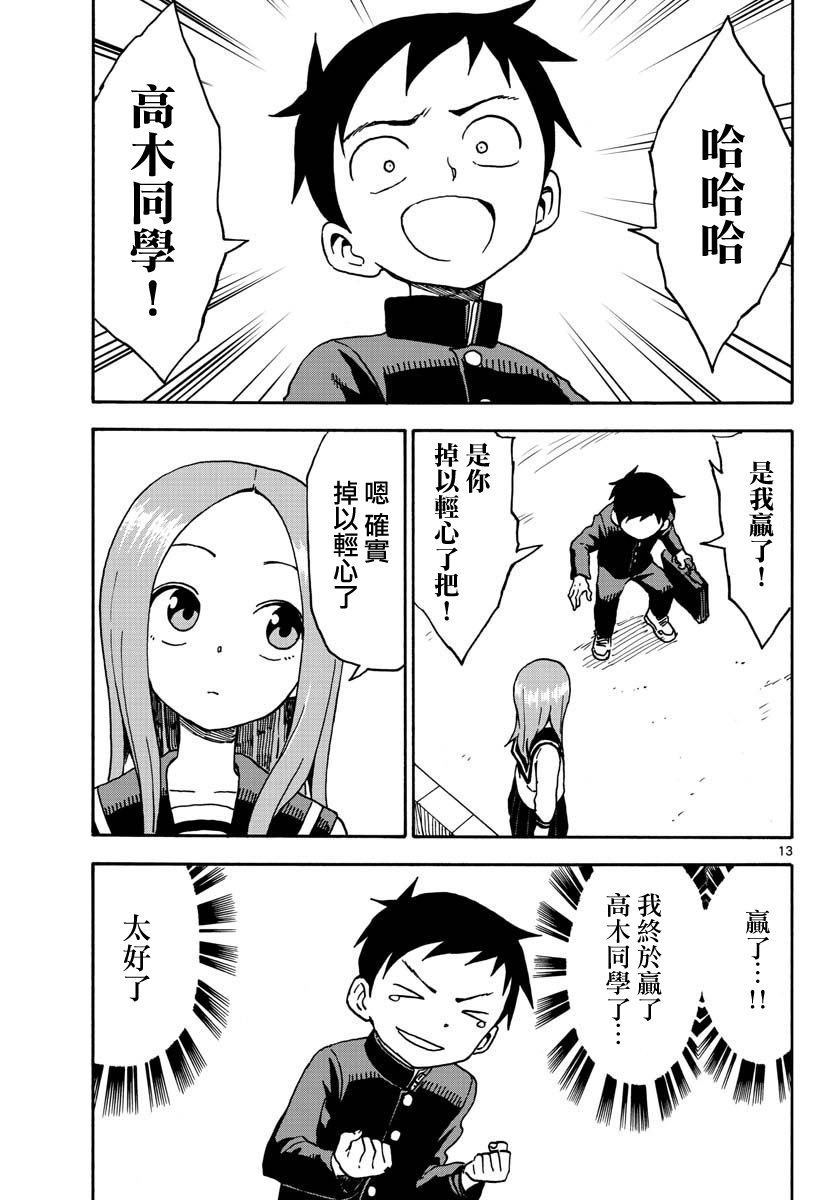 哈哈哈
高木同學！
是我贏了！
是你
掉以輕心了把！
嗯 確實
掉以輕心了
13
贏了…!!
我終於贏了
高木同學了…
太好了